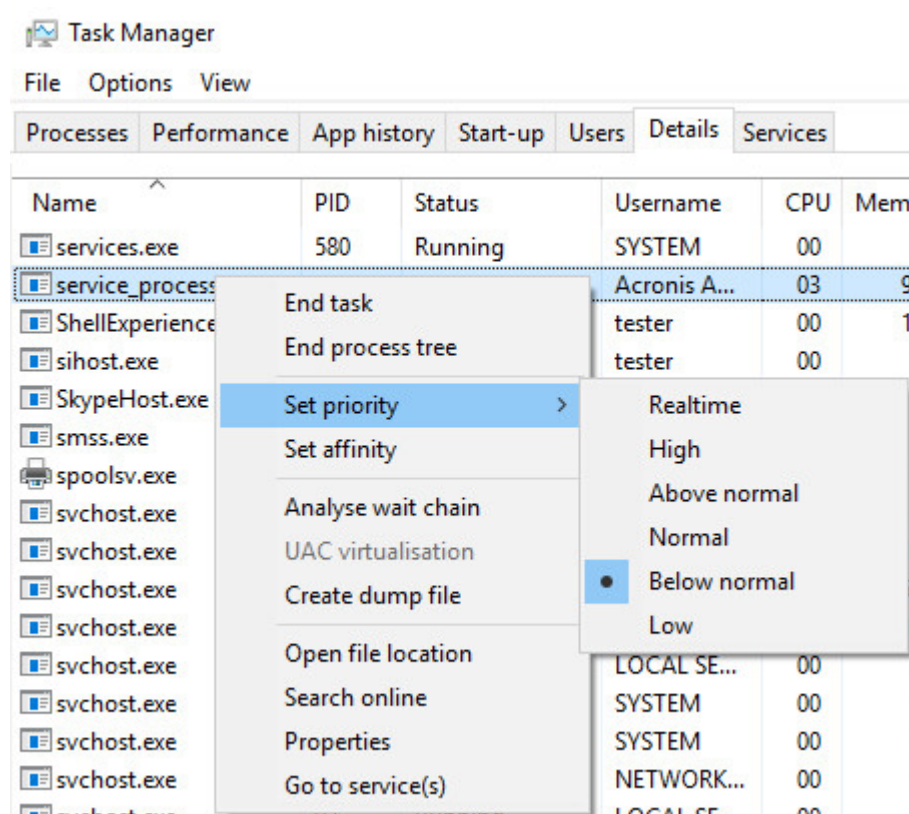 Task Manager
File Options View
Processes Performance App history Start-up Users Details Services
Name PID Status Username CPU Mem
services.exe 580 Running SYSTEM 00
service_process Acronis A... 03 9
End task
ShellExperience tester 00 1
End process tree
sihost.exe tester 00
SkypeHost.exe Set priority > Realtime
smss.exe Set affinity High
spoolsv.exe Above normal
svchost.exe Analyse wait chain Normal
svchost.exe UAC virtualisation
svchost.exe Create dump file Below normal
svchost.exe Low
svchost.exe Open file location LOCAL SE... 00
svchost.exe Search online SYSTEM 00
svchost.exe Properties SYSTEM 00
svchost.exe Go to service(s) NETWORK... 00